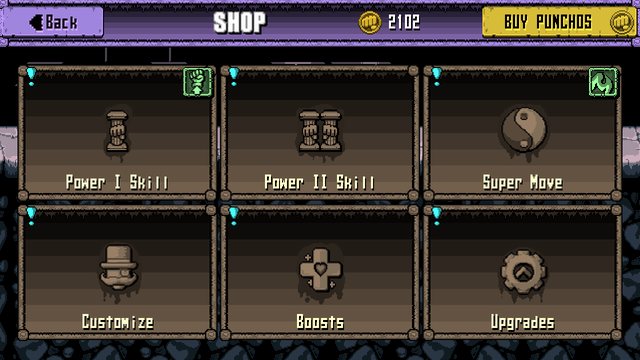 Back
SHOP
2102
BUY PUNCHOS
Power I Skill
Power II Skill
Super Move
Customize
Boosts
Upgrades